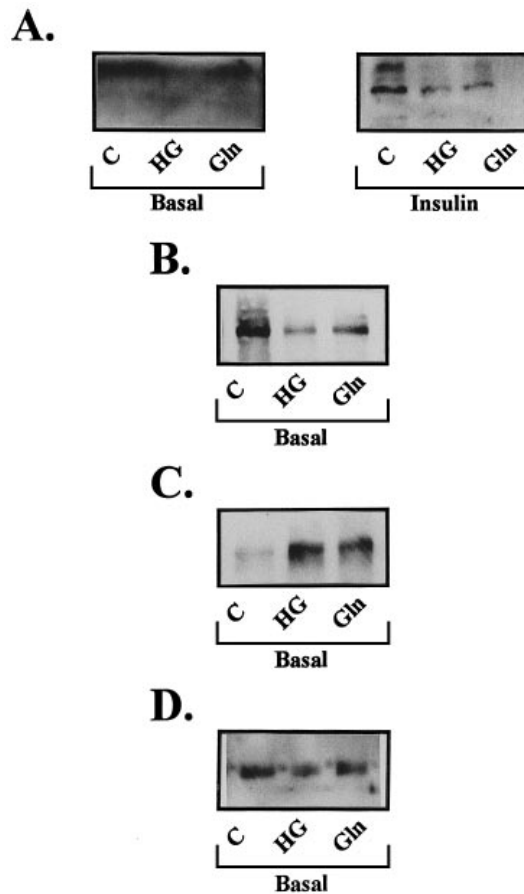 A.
C HG Gln C HG Gln
Basal Insulin
B.
C HG Gln
Basal
C.
C HG Gln
Basal
D.
C HG Gln
Basal